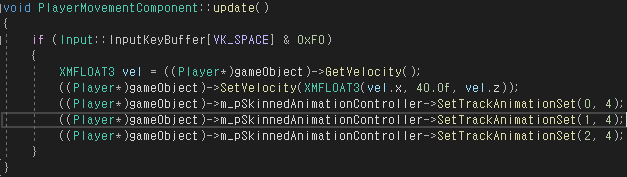 void PlayerMovementComponent::update()
{
if (Input::InputKeyBuffer[VK_SPACE] & 0xF0)
{
XMFLOAT3 vel = ((Player*)gameObject)->GetVelocity();
((Player*)gameObject)->SetVelocity(XMFLOAT3(vel.x, 40.0f, vel.z));
((Player*)gameObject)->m_pSkinnedAnimationController->SetTrackAnimationSet(0, 4);
((Player*)gameObject)->m_pSkinnedAnimationController->SetTrackAnimationSet(1, 4);
((Player*)gameObject)->m_pSkinnedAnimationController->SetTrackAnimationSet(2, 4);
}
}